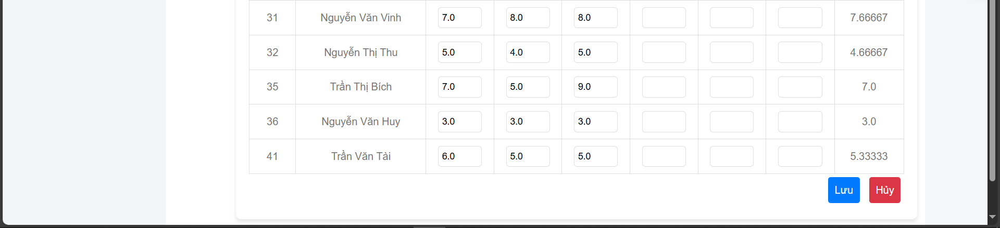 31 Nguyễn Văn Vinh 7.0 8.0 8.0 7.66667
32 Nguyễn Thị Thu 5.0 4.0 5.0 4.66667
35 Trần Thị Bích 7.0 5.0 9.0 7.0
36 Nguyễn Văn Huy 3.0 3.0 3.0 3.0
41 Trần Văn Tài 6.0 5.0 5.0 5.33333
Lưu Hủy